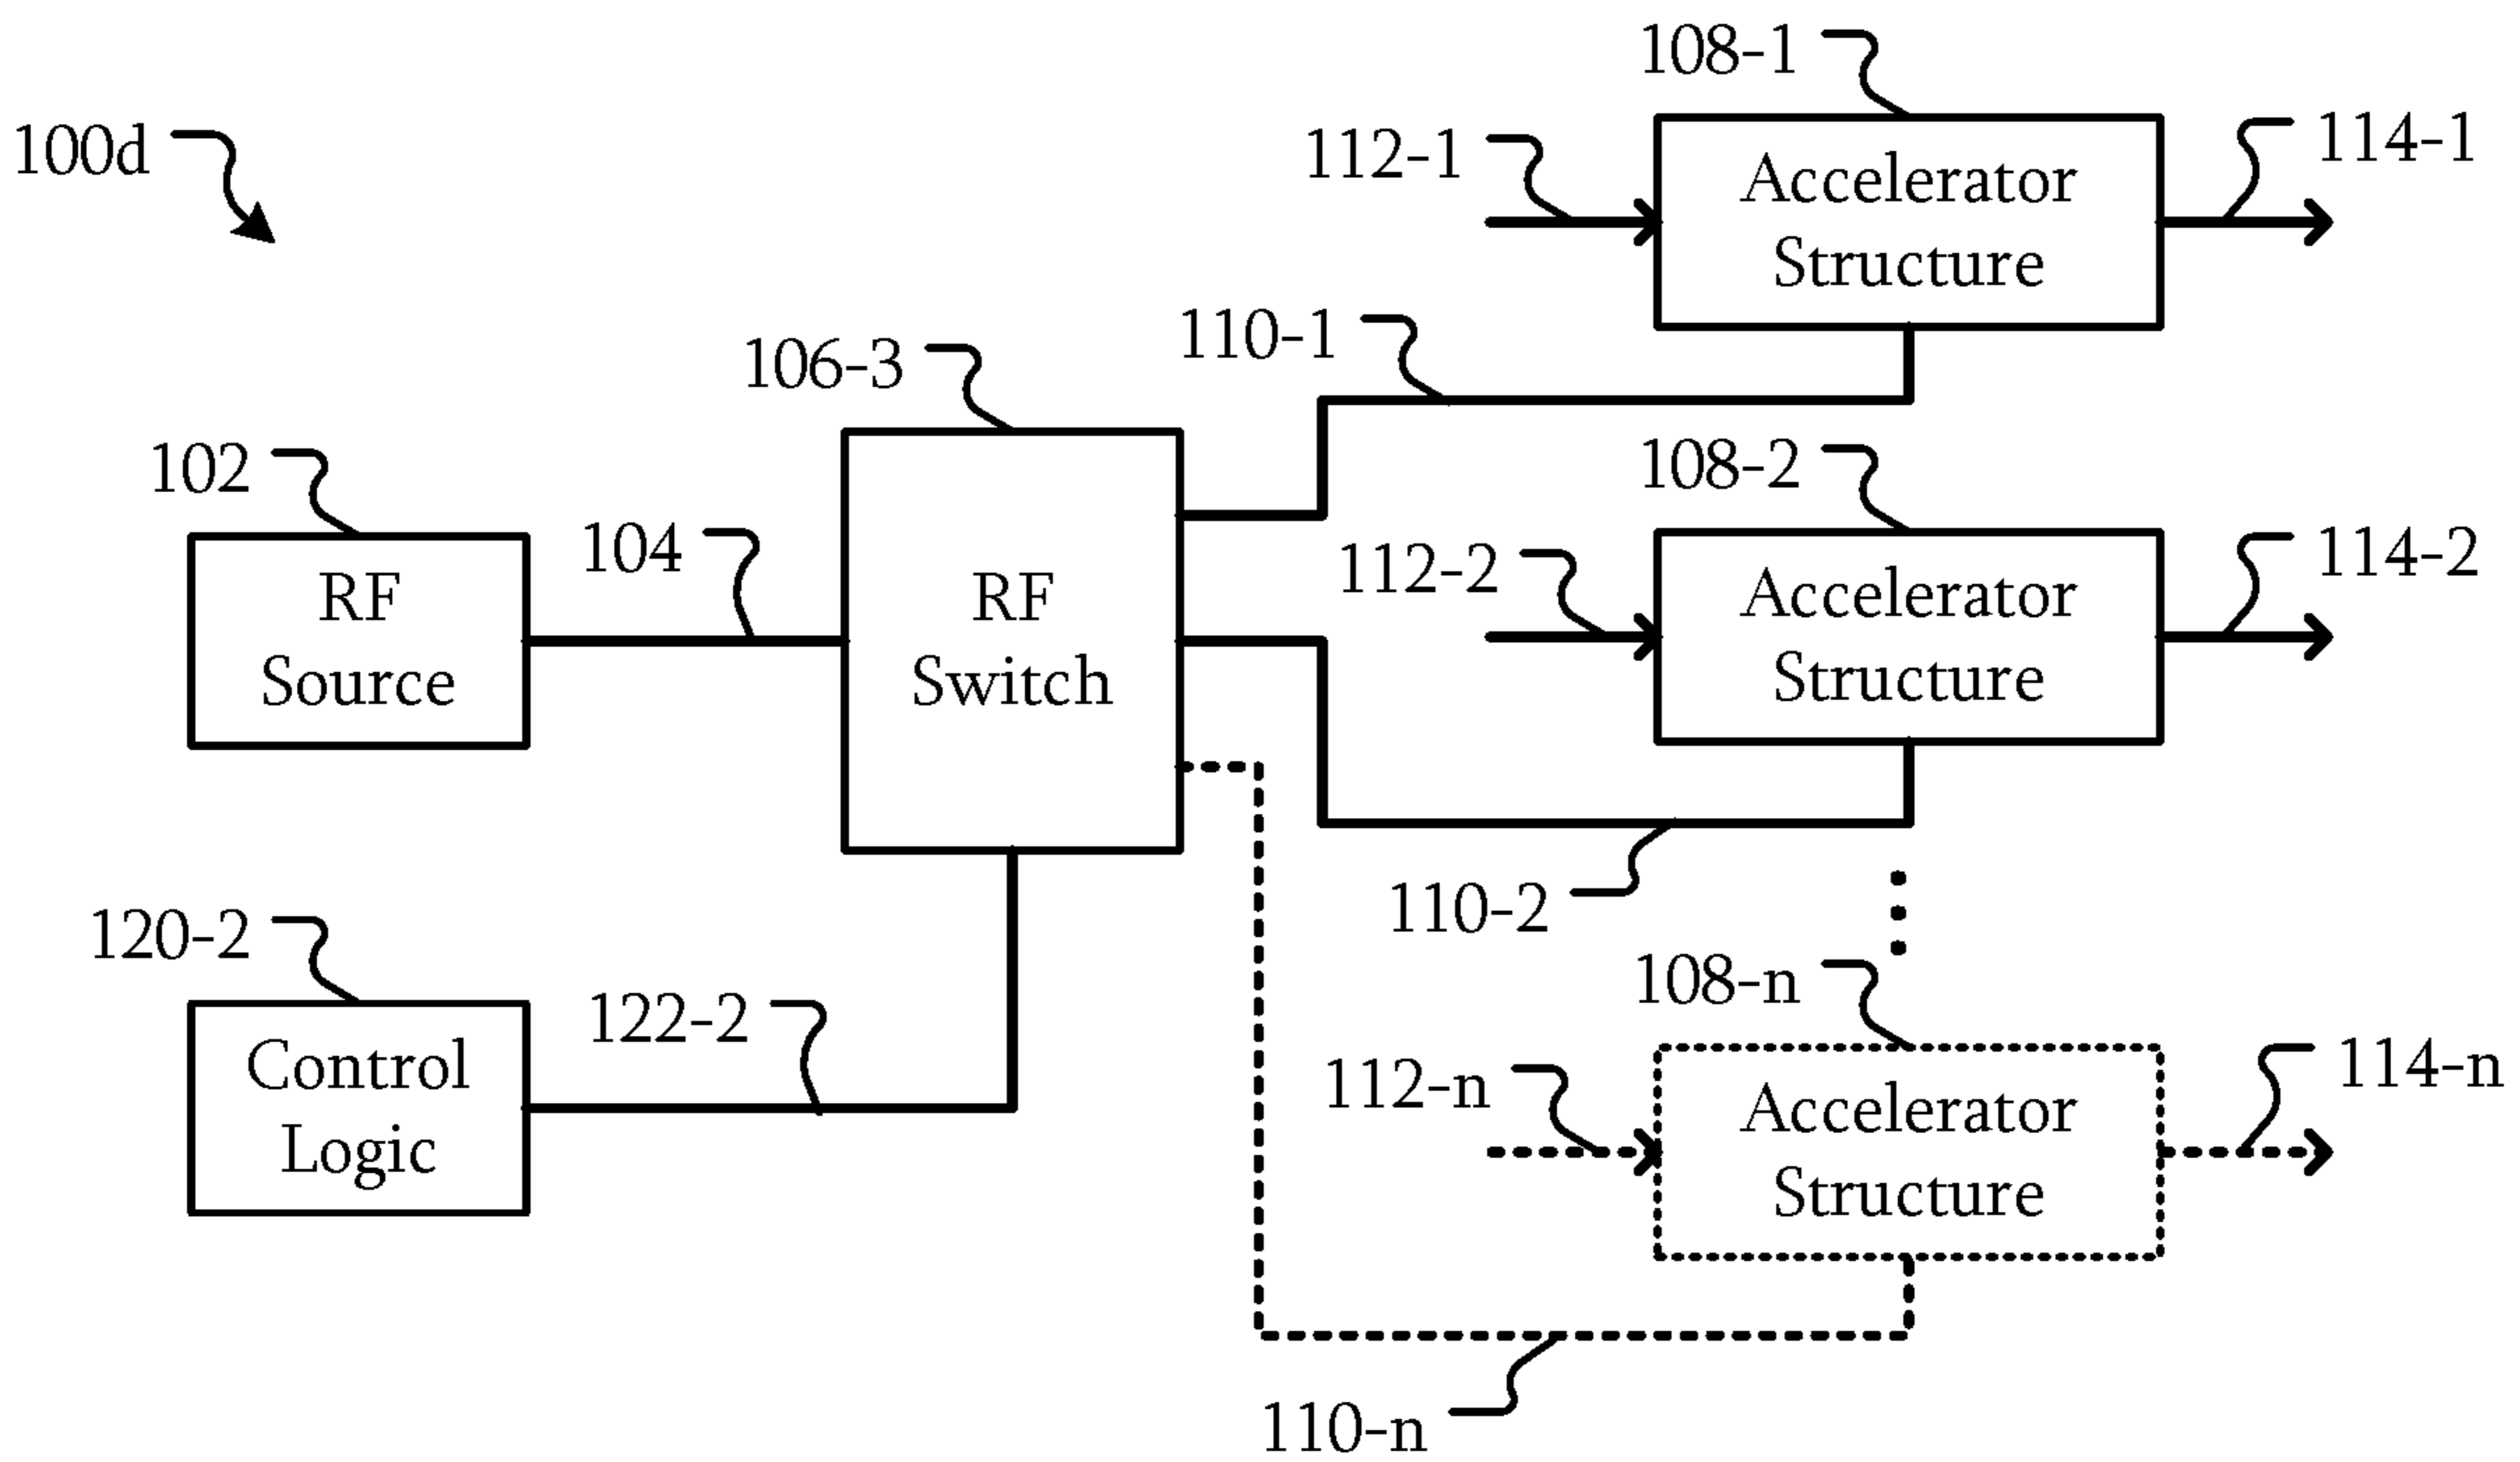 108-1
100d
112-1
114-1
Accelerator
Structure
110-1
106-3
102
104
108-2
112-2
114-2
RF
Source
RF
Switch
Accelerator
Structure
110-2
120-2
122-2
108-n
112-n
114-n
Control
Logic
Accelerator
Structure
110-n